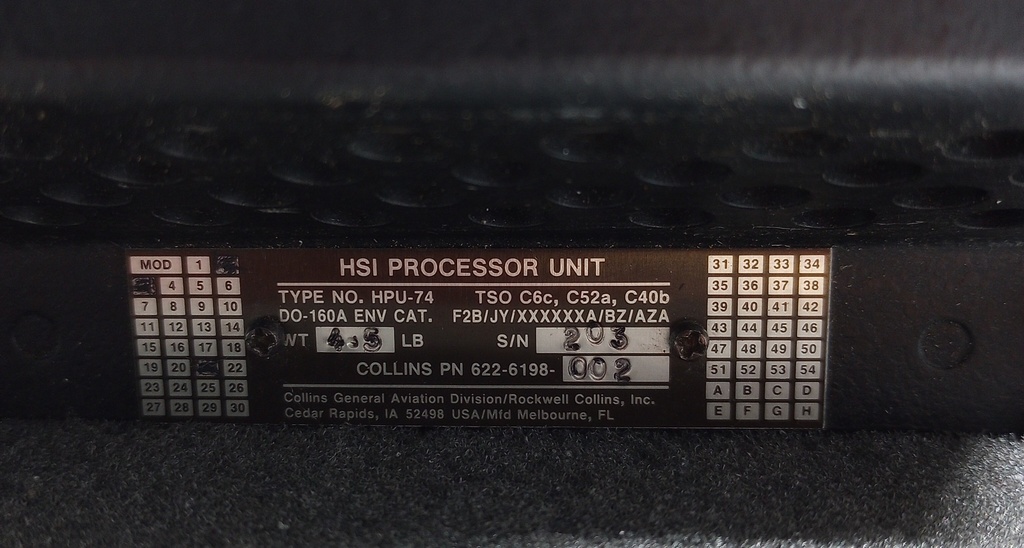 MOD 1
4 5 6
7 8 9 10
11 12 13 14
15 16 17 18
19 20 22
23 24 25 26
27 28 29 30
HSI PROCESSOR UNIT
TYPE NO. HPU-74 TSO C6c, C52a, C40b
DO-160A ENV CAT. F2B/JY/XXXXXXA/BZ/AZA
WT 4.5 LB S/N 203
COLLINS PN 622-6198-002
Collins General Aviation Division/Rockwell Collins, Inc.
Cedar Rapids, IA 52498 USA/Mfd Melbourne, FL
31 32 33 34
35 36 37 38
39 40 41 42
43 44 45 46
47 48 49 50
51 52 53 54
A B C D
E F G H